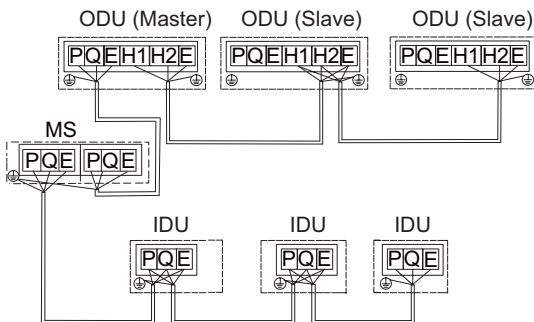 ODU (Master) ODU (Slave) ODU (Slave)
PQEH1H2E PQEH1H2E PQEH1H2E
MS
PQE PQE
IDU IDU IDU
PQE PQE PQE